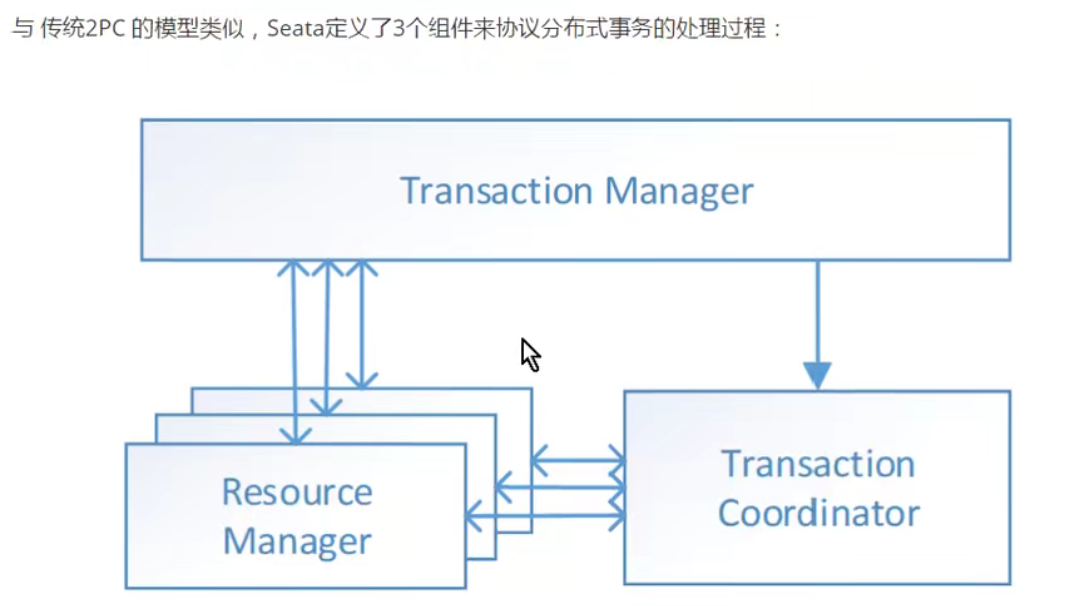 与 传统2PC 的模型类似，Seata定义了3个组件来协议分布式事务的处理过程：
Transaction Manager
Resource
Manager
Transaction
Coordinator